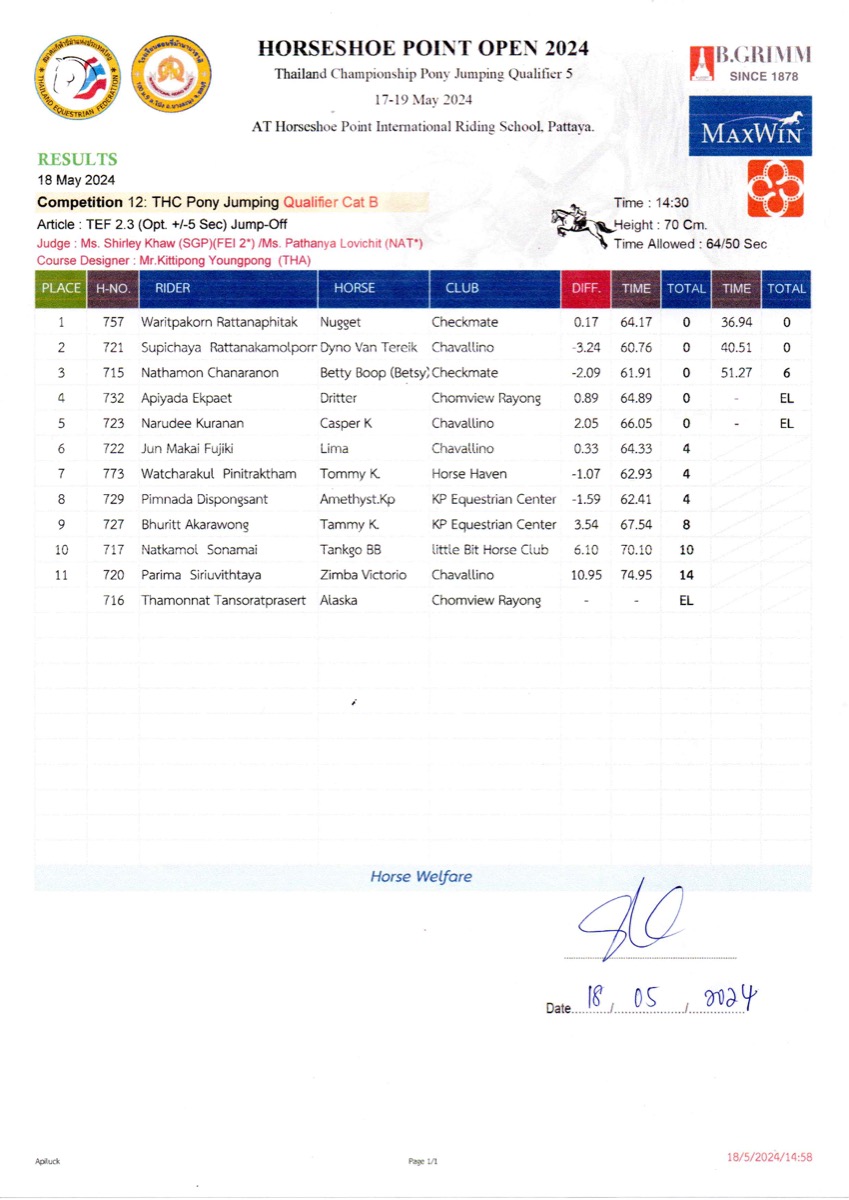 HORSESHOE POINT OPEN 2024
Thailand Championship Pony Jumping Qualifier 5
17-19 May 2024
AT Horseshoe Point International Riding School, Pattaya.
THAILAND EQUESTRIAN FEDERATION
B.GRIMM
SINCE 1878
MAXWIN
RESULTS
18 May 2024
Competition 12: THC Pony Jumping Qualifier Cat B
Time : 14:30
Article : TEF 2.3 (Opt. +/-5 Sec) Jump-Off
Height : 70 Cm.
Judge : Ms. Shirley Khaw (SGP)(FEI 2*) /Ms. Pathanya Lovichit (NAT*)
Time Allowed : 64/50 Sec
Course Designer : Mr.Kittipong Youngpong (THA)
PLACE H-NO. RIDER HORSE CLUB DIFF. TIME TOTAL TIME TOTAL
1 757 Waritpakorn Rattanaphitak Nugget Checkmate 0.17 64.17 0 36.94 0
2 721 Supichaya Rattanakamolporn Dyno Van Tereik Chavallino -3.24 60.76 0 40.51 0
3 715 Nathamon Chanaranon Betty Boop (Betsy) Checkmate -2.09 61.91 0 51.27 6
4 732 Apiyada Ekpaet Dritter Chomview Rayong 0.89 64.89 0 - EL
5 723 Narudee Kuranan Casper K Chavallino 2.05 66.05 0 - EL
6 722 Jun Makai Fujiki Lima Chavallino 0.33 64.33 4
7 773 Watcharakul Pinitraktham Tommy K. Horse Haven -1.07 62.93 4
8 729 Pimnada Dispongsant Amethyst.Kp KP Equestrian Center -1.59 62.41 4
9 727 Bhuritt Akarawong Tammy K. KP Equestrian Center 3.54 67.54 8
10 717 Natkamol Sonamai Tankgo BB little Bit Horse Club 6.10 70.10 10
11 720 Parima Siriuvithtaya Zimba Victorio Chavallino 10.95 74.95 14
716 Thamonnat Tansoratprasert Alaska Chomview Rayong - - EL
Horse Welfare
Date 18 / 05 / 2024
Apiluck
Page 1/1
18/5/2024/14:58